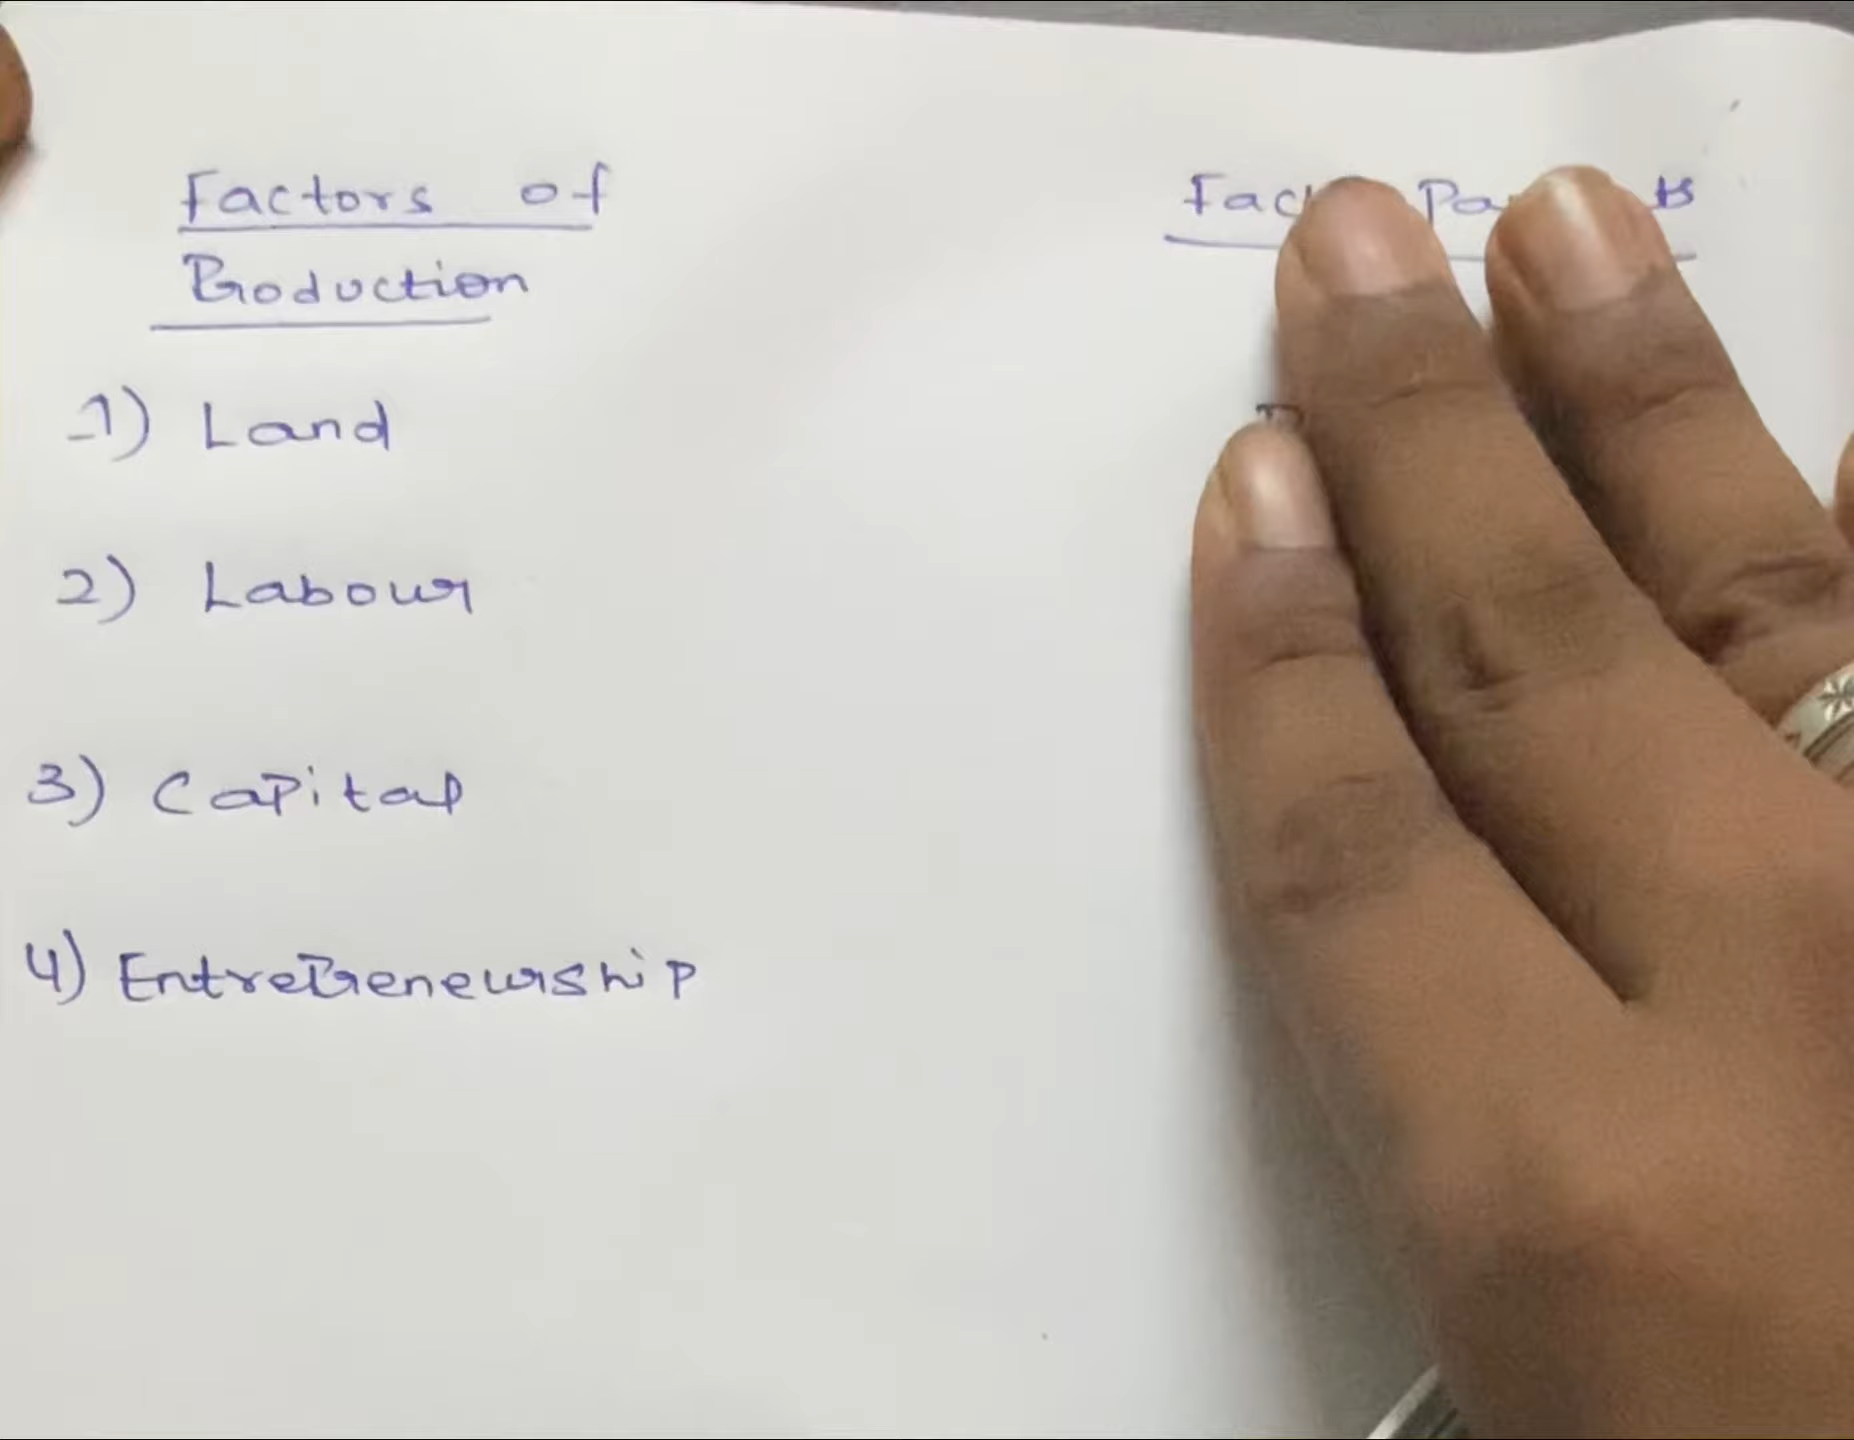 Factors of
Production
1) Land
2) Labour
3) Capital
4) Entrepreneurship